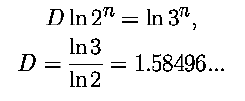 D ln 2^n = ln 3^n,
D = ln 3 / ln 2 = 1.58496...